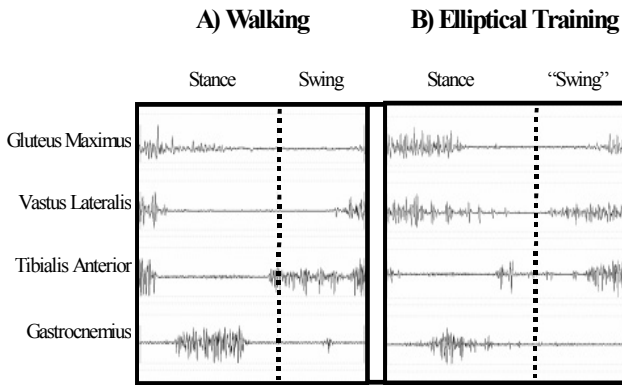 A) Walking B) Elliptical Training
Stance Swing Stance “Swing”
Gluteus Maximus
Vastus Lateralis
Tibialis Anterior
Gastrocnemius